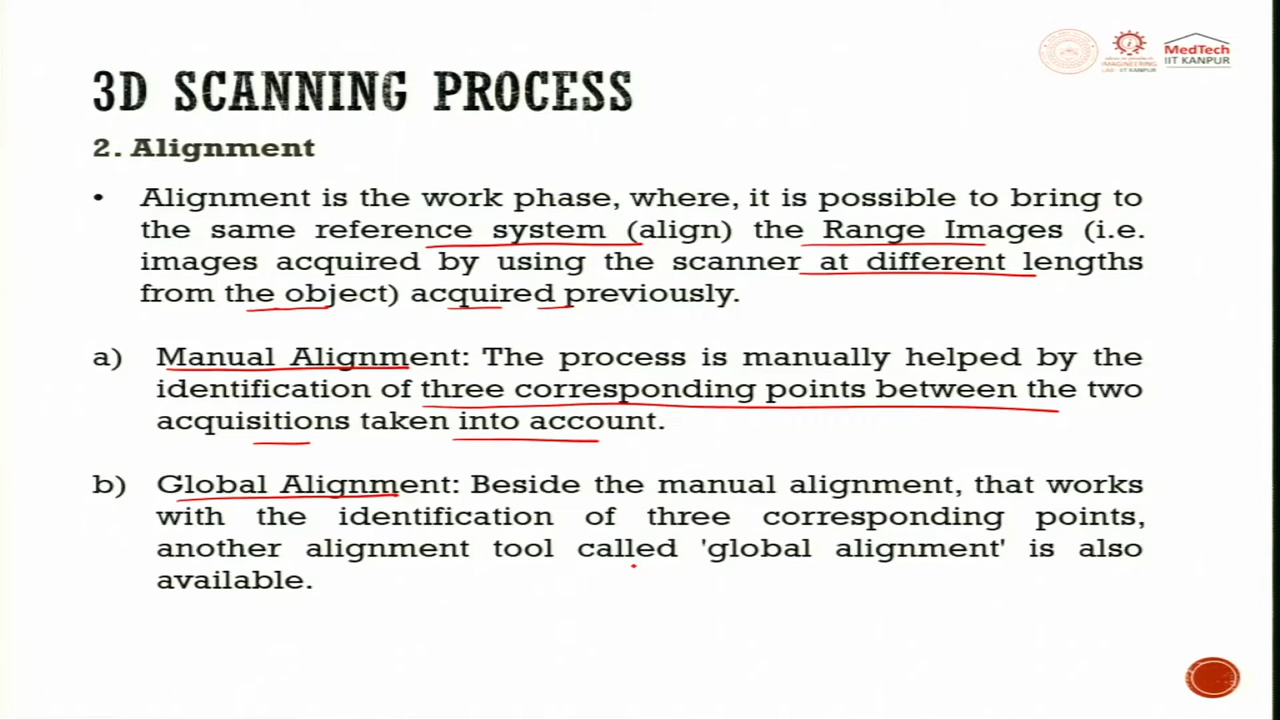 MedTech
IIT KANPUR
IMAGINEERING
LAB - IIT KANPUR
3D SCANNING PROCESS
2. Alignment
• Alignment is the work phase, where, it is possible to bring to
the same reference system (align) the Range Images (i.e.
images acquired by using the scanner at different lengths
from the object) acquired previously.
a) Manual Alignment: The process is manually helped by the
identification of three corresponding points between the two
acquisitions taken into account.
b) Global Alignment: Beside the manual alignment, that works
with the identification of three corresponding points,
another alignment tool called 'global alignment' is also
available.